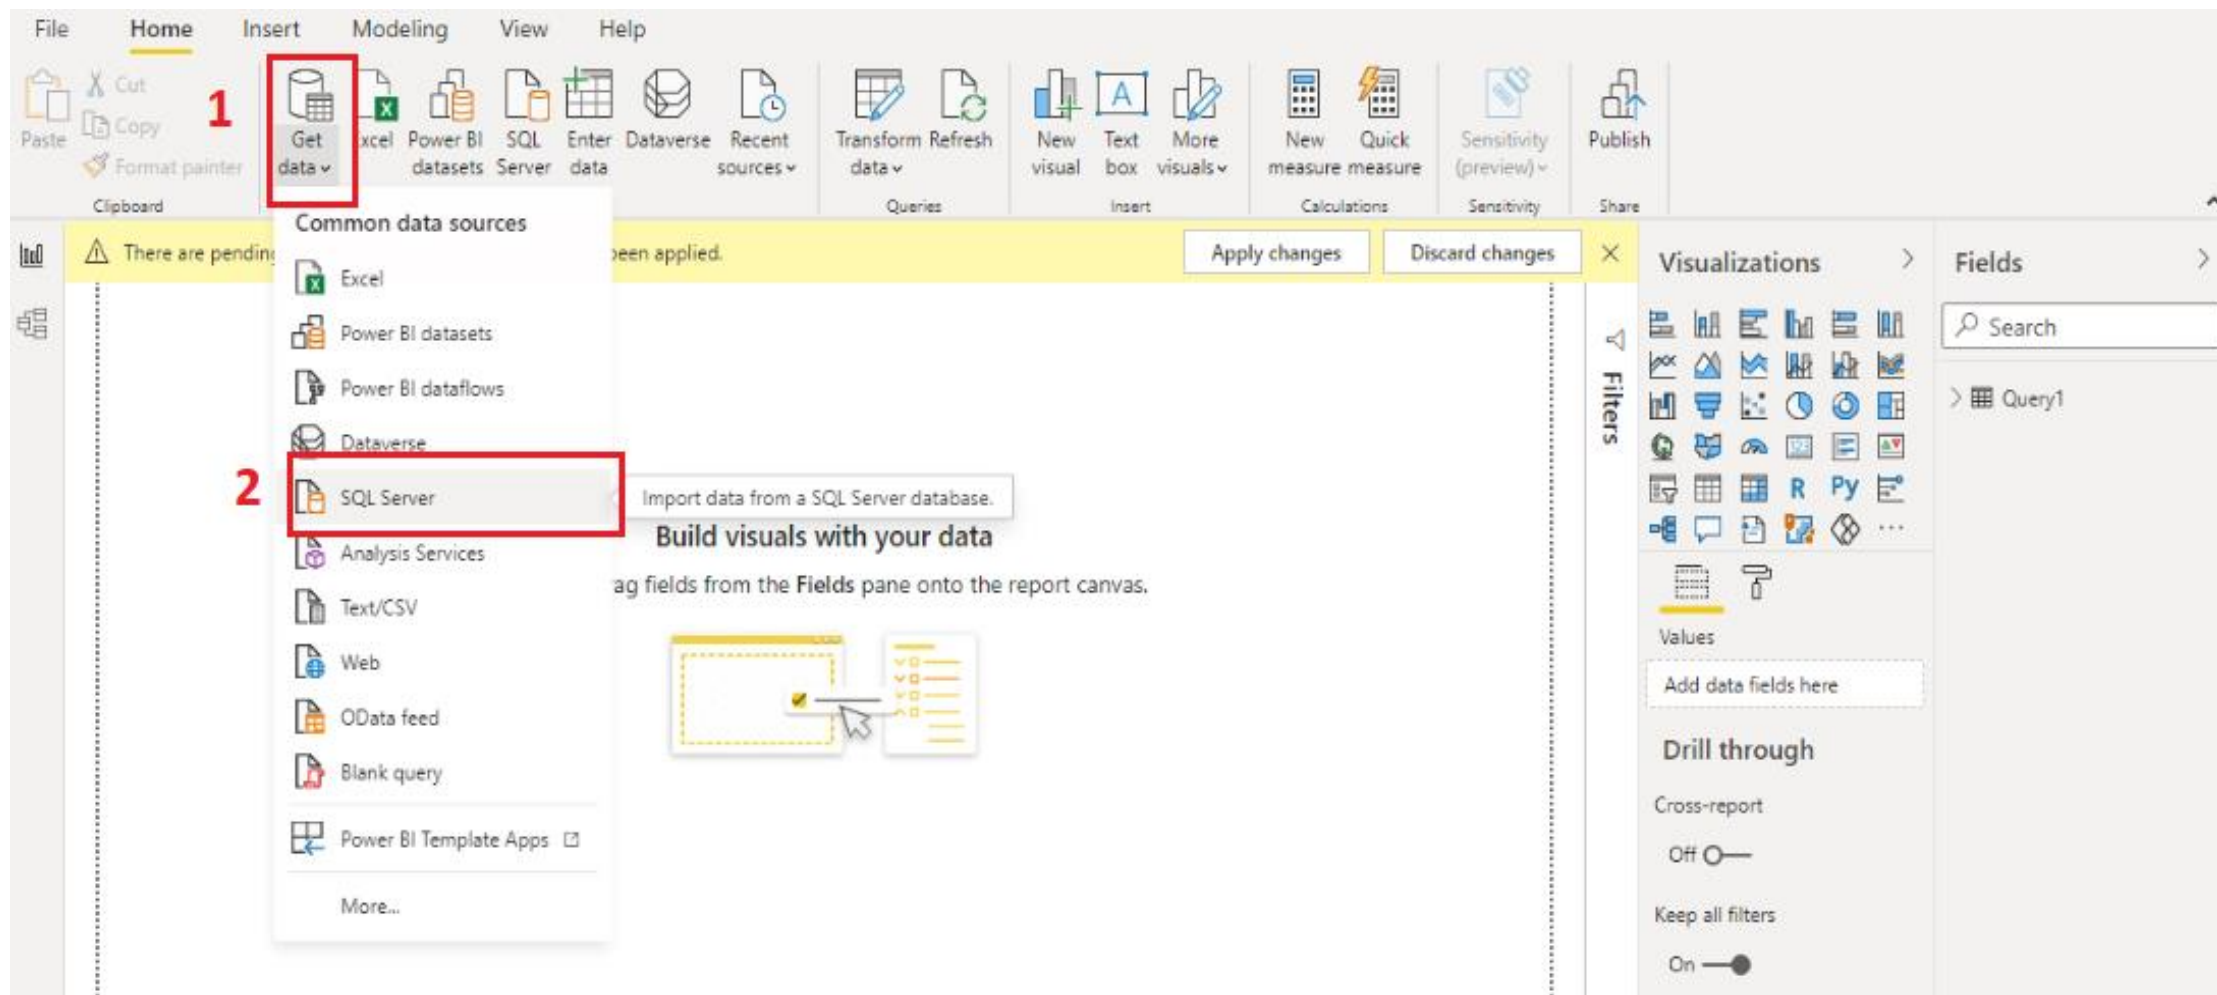 File Home Insert Modeling View Help
Paste
Cut
Copy
Format painter
Clipboard
1
Get data
Excel
Power BI datasets
SQL Server
Enter data
Dataverse
Recent sources
Transform data
Refresh
Queries
New visual
Text box
More visuals
Insert
New measure
Quick measure
Calculations
Sensitivity (preview)
Sensitivity
Publish
Share
There are pending
been applied.
Apply changes
Discard changes
Common data sources
Excel
Power BI datasets
Power BI dataflows
Dataverse
2
SQL Server
Import data from a SQL Server database.
Analysis Services
Text/CSV
Web
OData feed
Blank query
Power BI Template Apps
More...
Build visuals with your data
ag fields from the Fields pane onto the report canvas.
Filters
Visualizations
R
Py
123
...
Values
Add data fields here
Drill through
Cross-report
Off
Keep all filters
On
Fields
Search
Query1